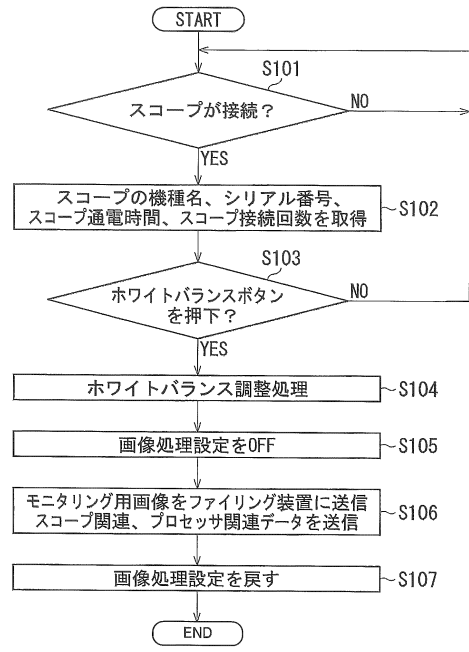 START
S101
スコープが接続？
NO
YES
スコープの機種名、シリアル番号、
スコープ通電時間、スコープ接続回数を取得
S102
S103
ホワイトバランスボタン
を押下？
NO
YES
ホワイトバランス調整処理
S104
画像処理設定をOFF
S105
モニタリング用画像をファイリング装置に送信
スコープ関連、プロセッサ関連データを送信
S106
画像処理設定を戻す
S107
END